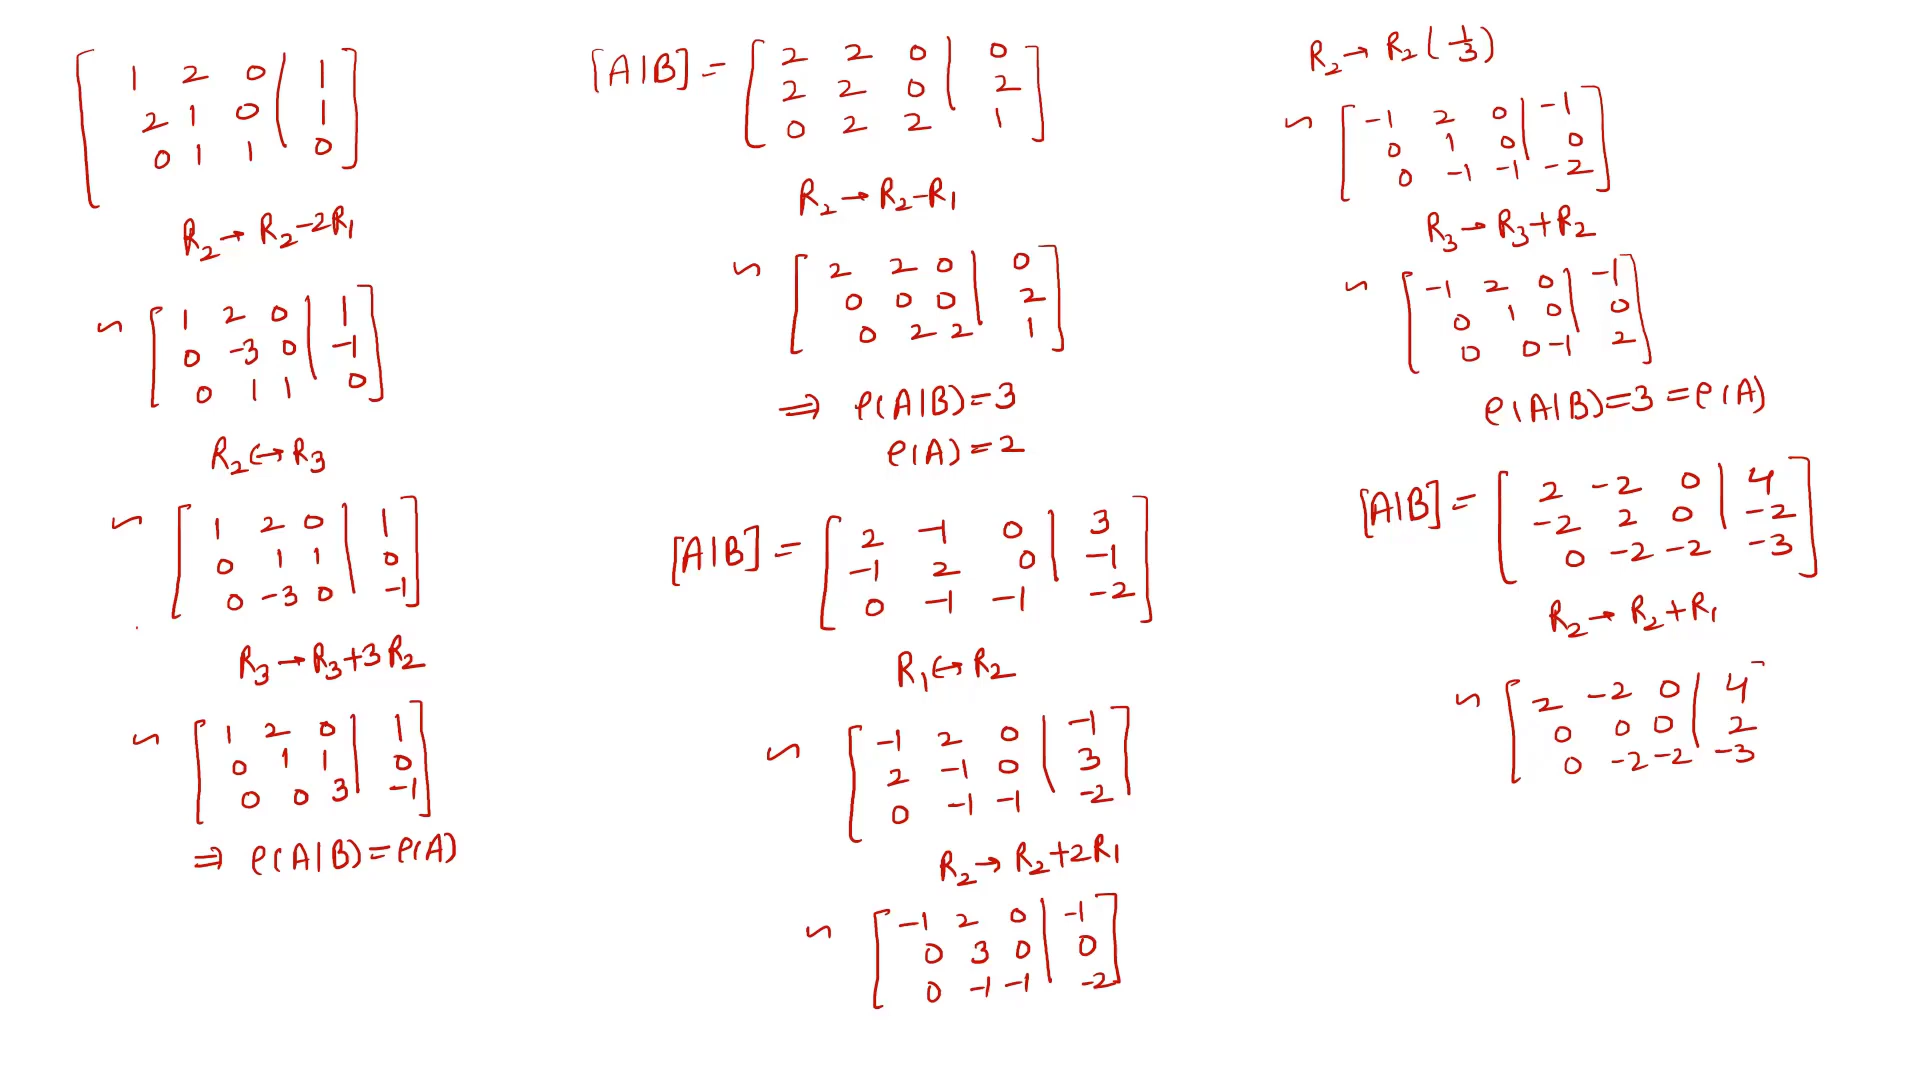 1 2 0 | 1
2 1 0 | 1
0 1 1 | 0
R₂ → R₂-2R₁
~ 1 2 0 | 1
0 -3 0 | -1
0 1 1 | 0
R₂ ↔ R₃
~ 1 2 0 | 1
0 1 1 | 0
0 -3 0 | -1
R₃ → R₃+3R₂
~ 1 2 0 | 1
0 1 1 | 0
0 0 3 | -1
⇒ ρ(A|B)=ρ(A)
[A|B] = 2 2 0 | 0
2 2 0 | 2
0 2 2 | 1
R₂ → R₂-R₁
~ 2 2 0 | 0
0 0 0 | 2
0 2 2 | 1
⇒ ρ(A|B)=3
ρ(A)=2
[A|B] = 2 -1 0 | 3
-1 2 0 | -1
0 -1 -1 | -2
R₁ ↔ R₂
~ -1 2 0 | -1
2 -1 0 | 3
0 -1 -1 | -2
R₂ → R₂+2R₁
~ -1 2 0 | -1
0 3 0 | 0
0 -1 -1 | -2
R₂ → R₂(1/3)
~ -1 2 0 | -1
0 1 0 | 0
0 -1 -1 | -2
R₃ → R₃+R₂
~ -1 2 0 | -1
0 1 0 | 0
0 0 -1 | 2
ρ(A|B)=3=ρ(A)
[A|B] = 2 -2 0 | 4
-2 2 0 | -2
0 -2 -2 | -3
R₂ → R₂+R₁
~ 2 -2 0 | 4
0 0 0 | 2
0 -2 -2 | -3